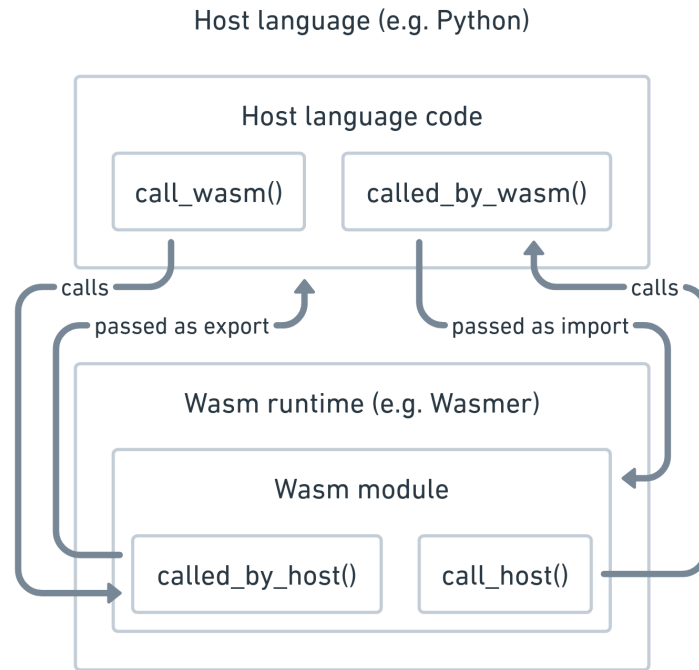 Host language (e.g. Python)
Host language code
call_wasm()
called_by_wasm()
calls
calls
passed as export
passed as import
Wasm runtime (e.g. Wasmer)
Wasm module
called_by_host()
call_host()